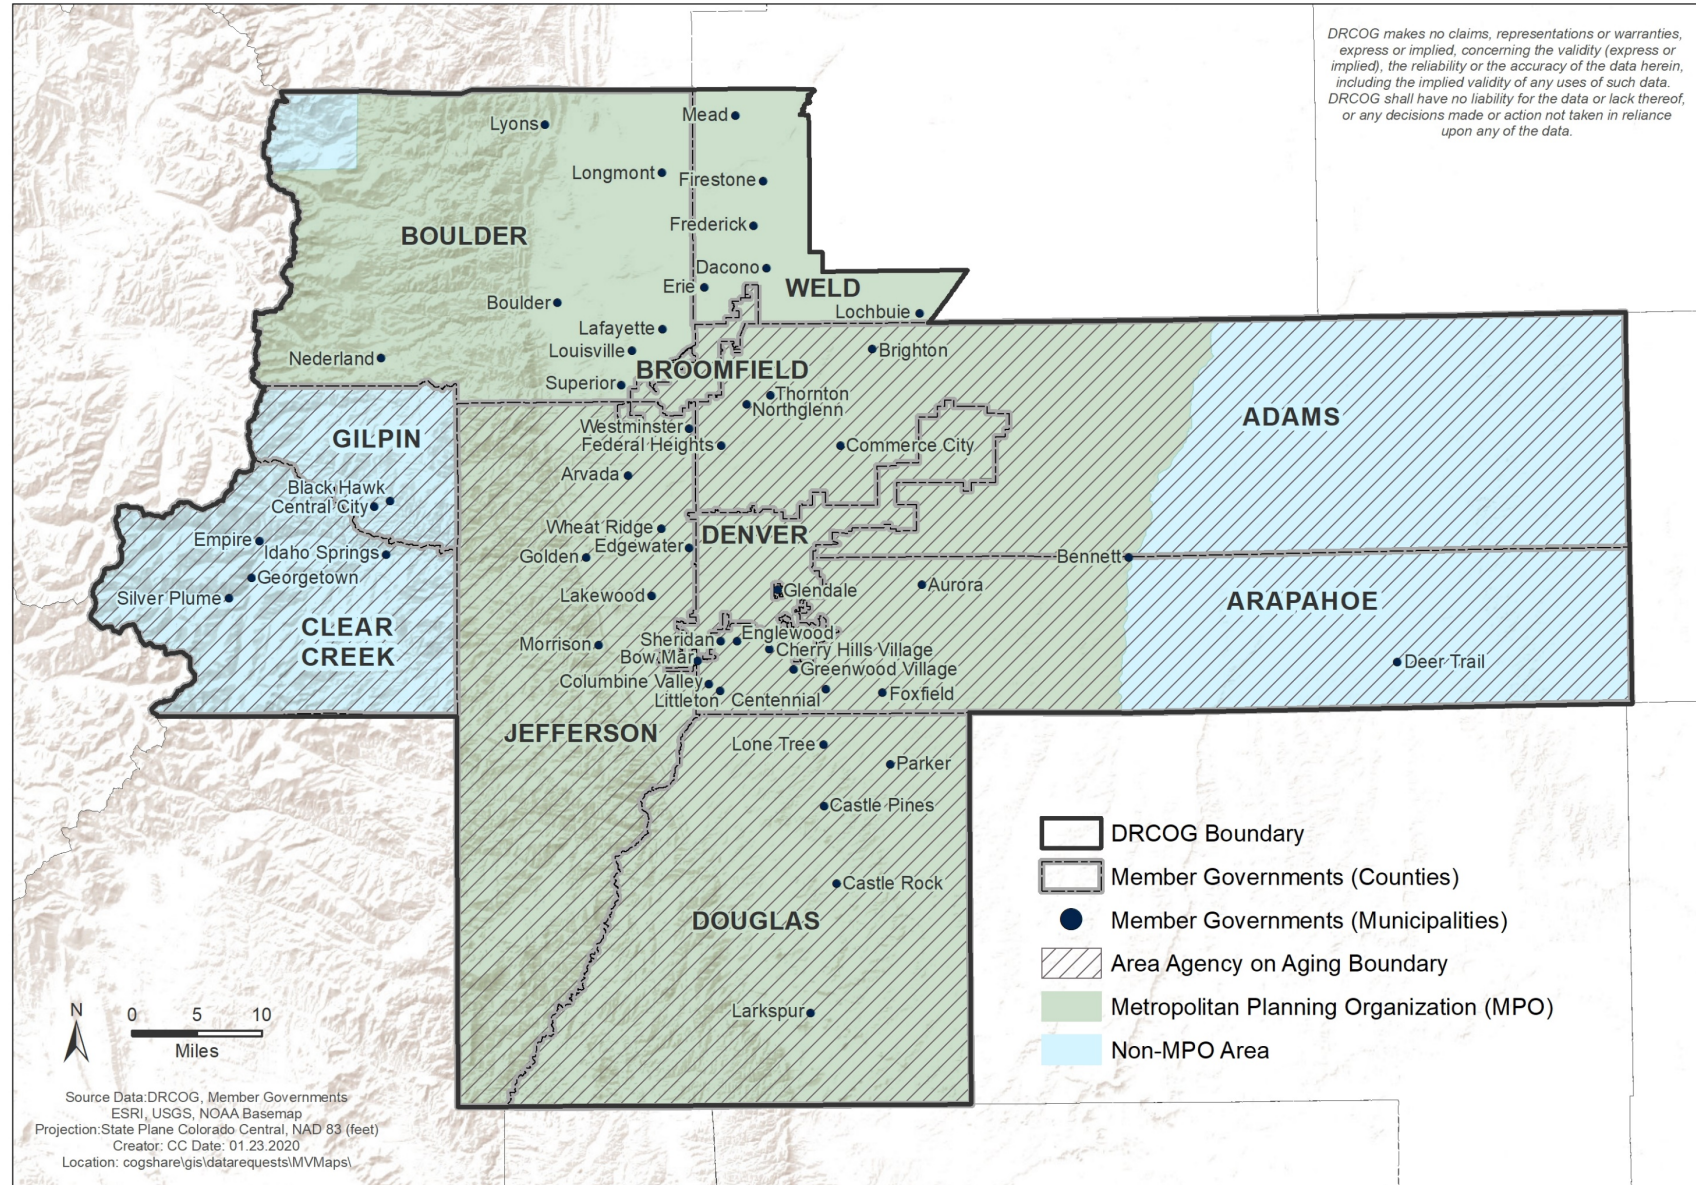 DRCOG makes no claims, representations or warranties,
express or implied, concerning the validity (express or
implied), the reliability or the accuracy of the data herein,
including the implied validity of any uses of such data.
DRCOG shall have no liability for the data or lack thereof,
or any decisions made or action not taken in reliance
upon any of the data.
Lyons
Mead
Longmont
Firestone
Frederick
BOULDER
Dacono
Erie
WELD
Boulder
Lochbuie
Lafayette
Louisville
Brighton
Nederland
BROOMFIELD
Superior
Thornton
Northglenn
ADAMS
Westminster
GILPIN
Federal Heights
Commerce City
Arvada
Black Hawk
Central City
Wheat Ridge
DENVER
Empire
Edgewater
Idaho Springs
Golden
Bennett
Georgetown
Aurora
Glendale
Silver Plume
Lakewood
ARAPAHOE
CLEAR
CREEK
Morrison
Sheridan
Englewood
Cherry Hills Village
Bow Mar
Deer Trail
Greenwood Village
Columbine Valley
Littleton
Centennial
Foxfield
JEFFERSON
Lone Tree
Parker
Castle Pines
Castle Rock
DOUGLAS
Larkspur
DRCOG Boundary
Member Governments (Counties)
Member Governments (Municipalities)
Area Agency on Aging Boundary
Metropolitan Planning Organization (MPO)
Non-MPO Area
N
0 5 10
Miles
Source Data:DRCOG, Member Governments
ESRI, USGS, NOAA Basemap
Projection:State Plane Colorado Central, NAD 83 (feet)
Creator: CC Date: 01.23.2020
Location: cogshare\gis\datarequests\MVMaps\